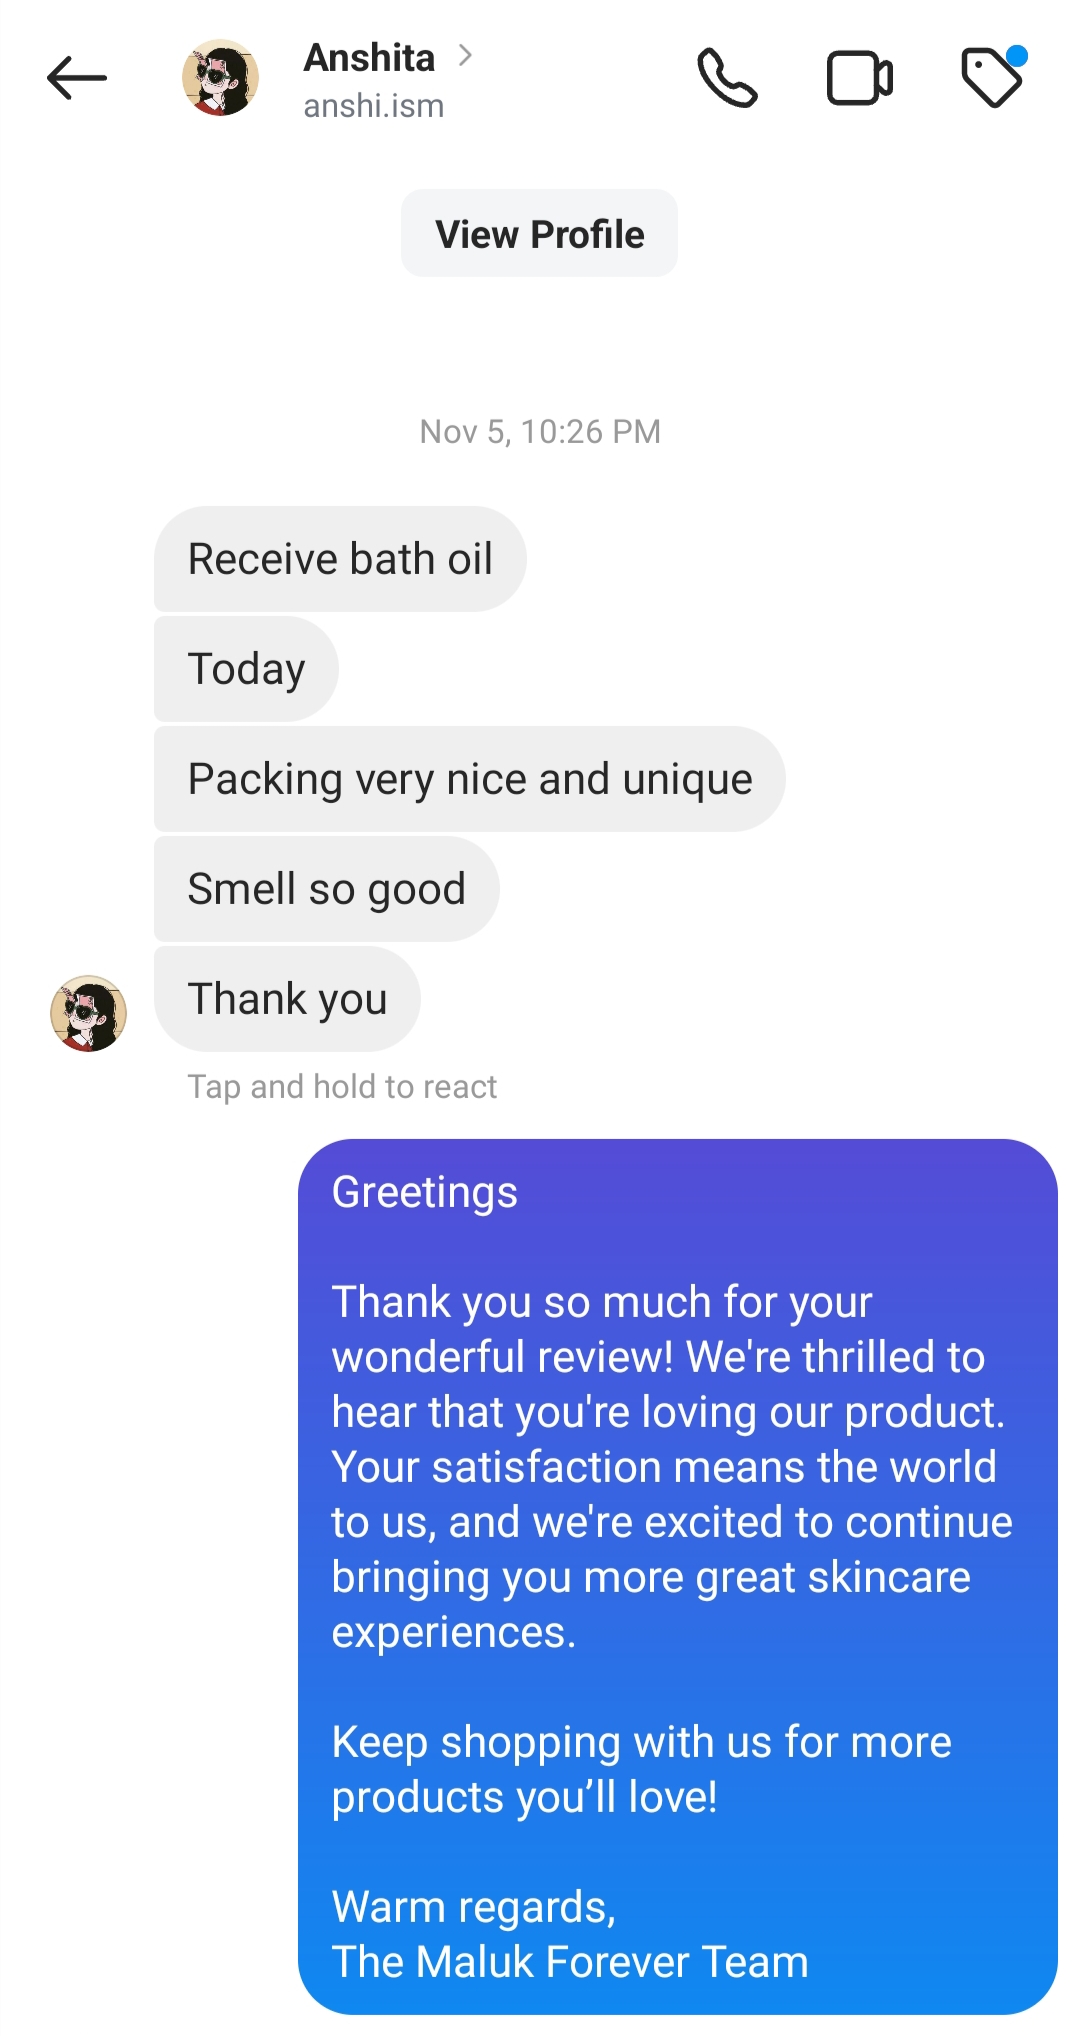 Anshita
anshi.ism
View Profile
Nov 5, 10:26 PM
Receive bath oil
Today
Packing very nice and unique
Smell so good
Thank you
Tap and hold to react
Greetings
Thank you so much for your
wonderful review! We're thrilled to
hear that you're loving our product.
Your satisfaction means the world
to us, and we're excited to continue
bringing you more great skincare
experiences.
Keep shopping with us for more
products you’ll love!
Warm regards,
The Maluk Forever Team